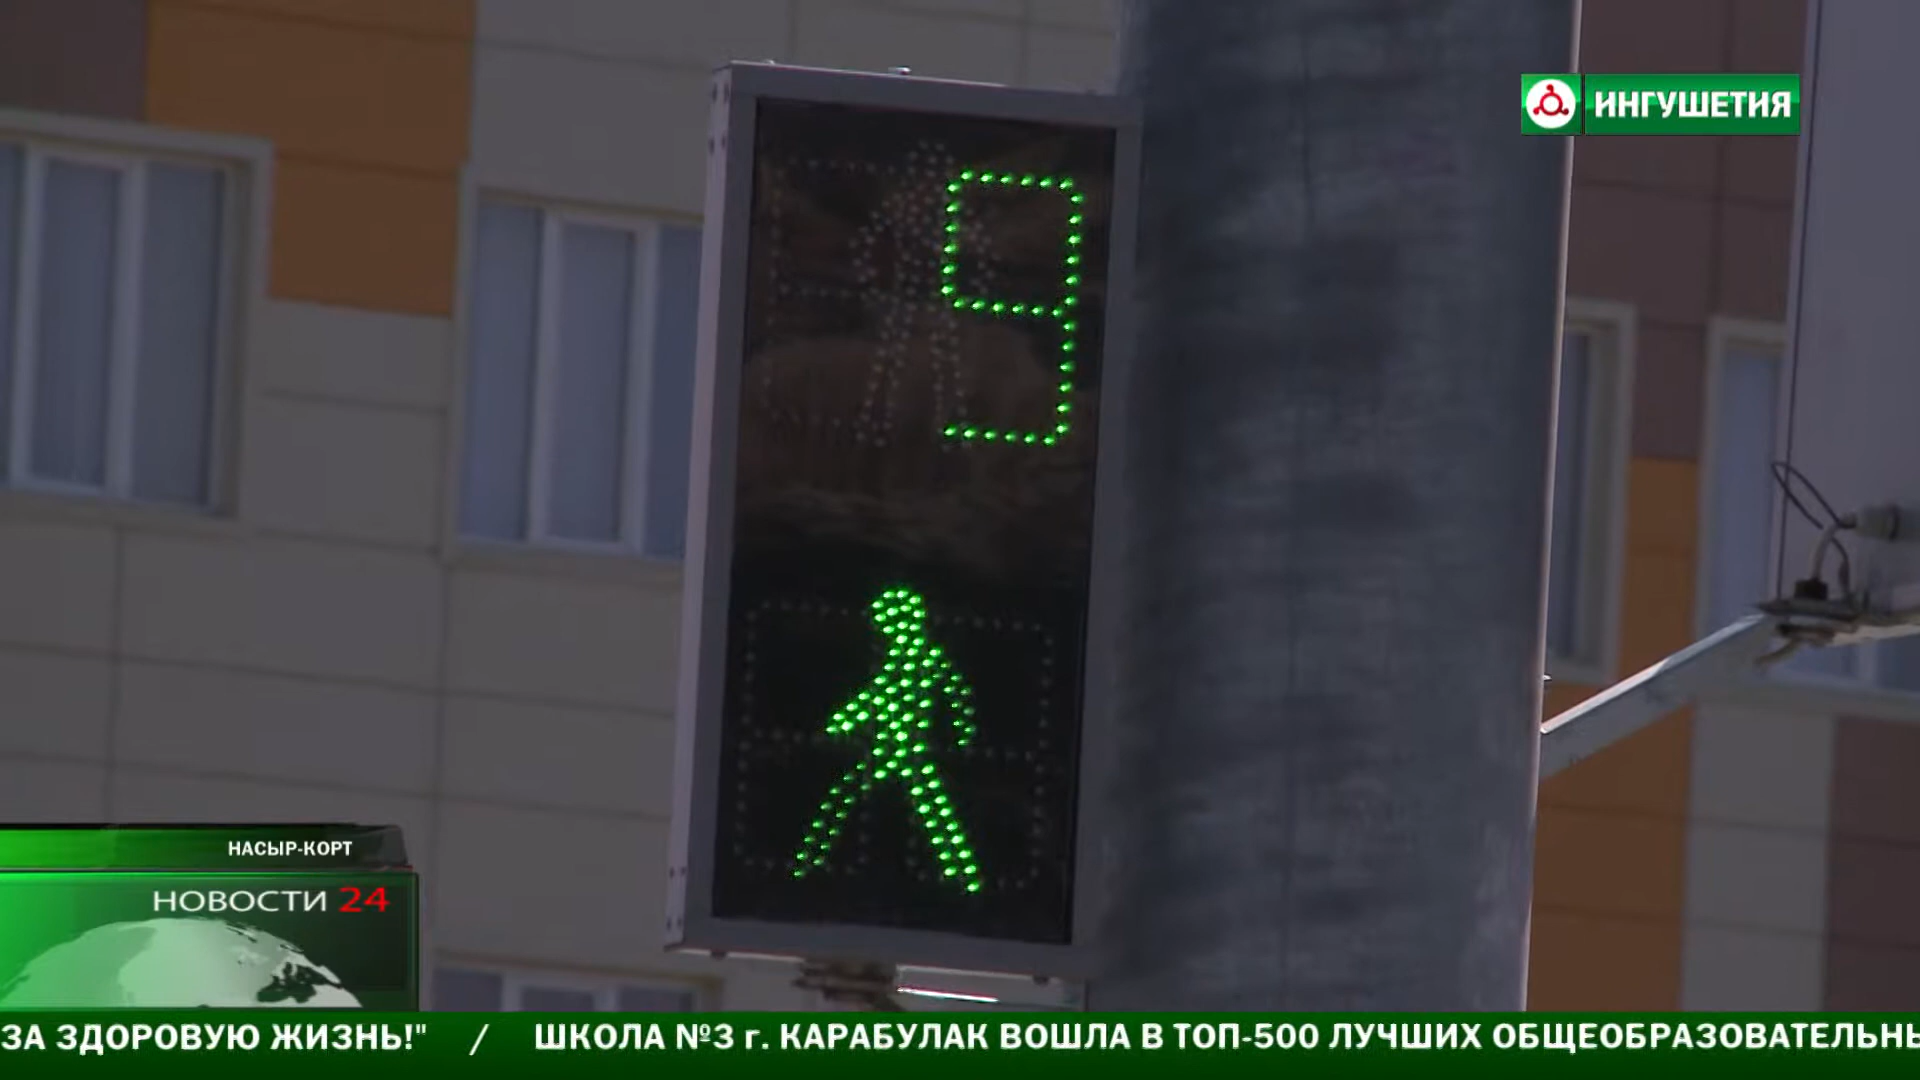 ИНГУШЕТИЯ
9
НАСЫР-КОРТ
НОВОСТИ 24
ЗА ЗДОРОВУЮ ЖИЗНЬ!" / ШКОЛА №3 г. КАРАБУЛАК ВОШЛА В ТОП-500 ЛУЧШИХ ОБЩЕОБРАЗОВАТЕЛЬНЫ